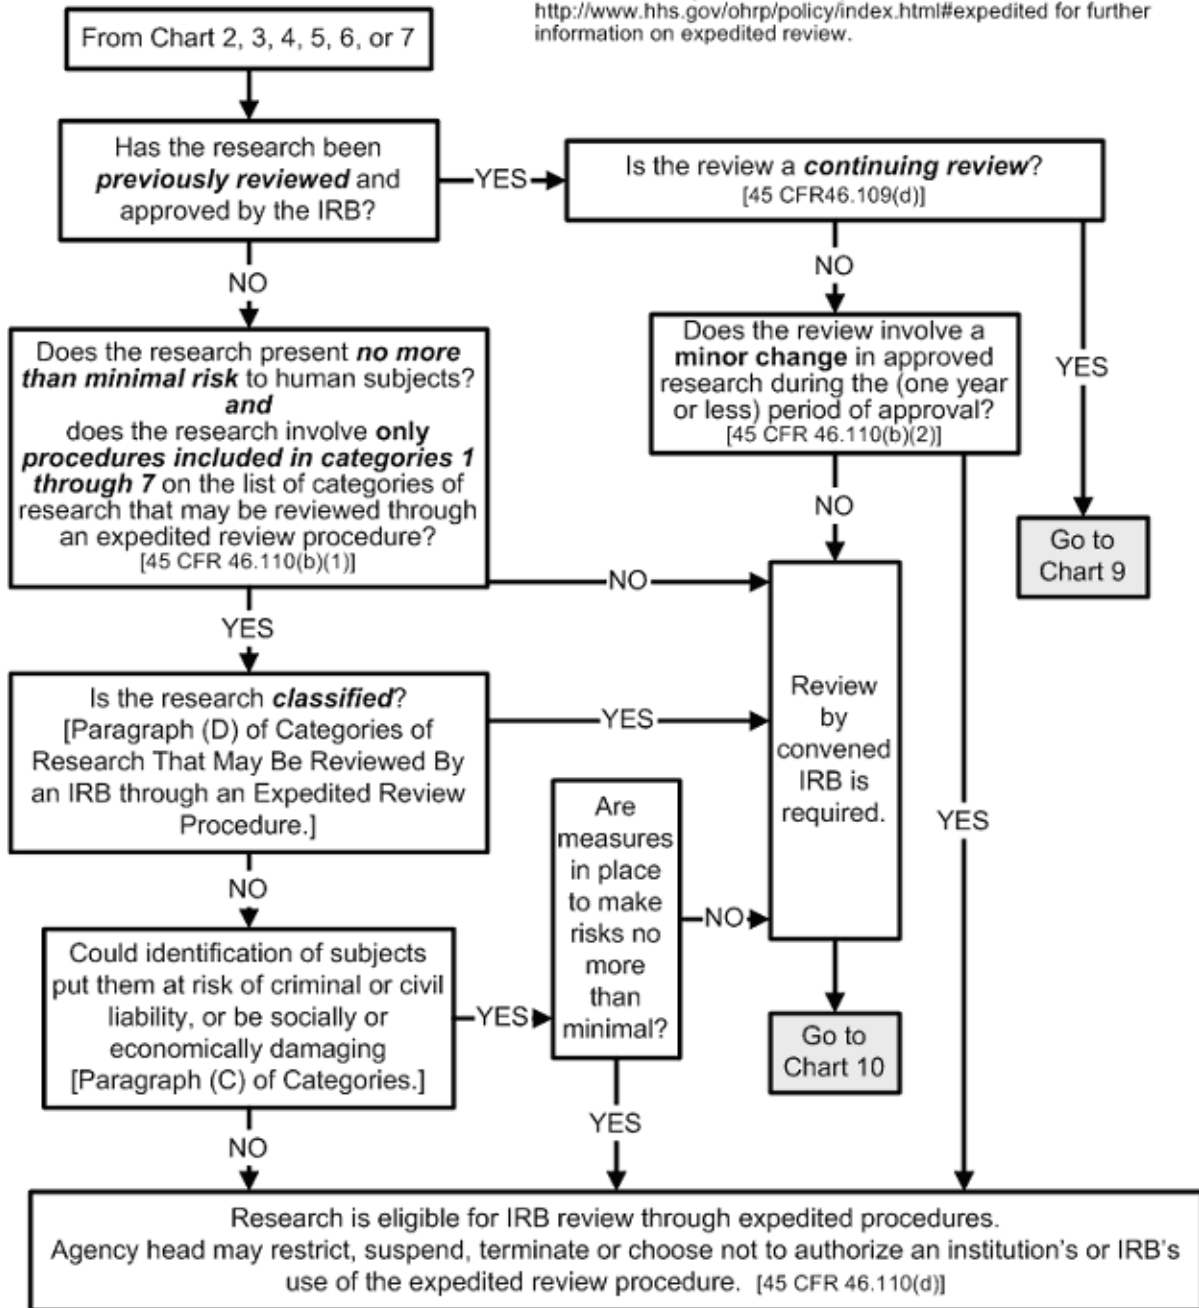 http://www.hhs.gov/ohrp/policy/index.html#expedited for further
information on expedited review.
From Chart 2, 3, 4, 5, 6, or 7
Has the research been
previously reviewed and
approved by the IRB?
YES
Is the review a continuing review?
[45 CFR46.109(d)]
NO
NO
YES
Does the research present no more
than minimal risk to human subjects?
and
does the research involve only
procedures included in categories 1
through 7 on the list of categories of
research that may be reviewed through
an expedited review procedure?
[45 CFR 46.110(b)(1)]
Does the review involve a
minor change in approved
research during the (one year
or less) period of approval?
[45 CFR 46.110(b)(2)]
NO
Go to
Chart 9
NO
YES
Is the research classified?
[Paragraph (D) of Categories of
Research That May Be Reviewed By
an IRB through an Expedited Review
Procedure.]
YES
Review
by
convened
IRB is
required.
Are
measures
in place
to make
risks no
more
than
minimal?
YES
NO
NO
Could identification of subjects
put them at risk of criminal or civil
liability, or be socially or
economically damaging
[Paragraph (C) of Categories.]
YES
Go to
Chart 10
YES
NO
Research is eligible for IRB review through expedited procedures.
Agency head may restrict, suspend, terminate or choose not to authorize an institution's or IRB's
use of the expedited review procedure. [45 CFR 46.110(d)]